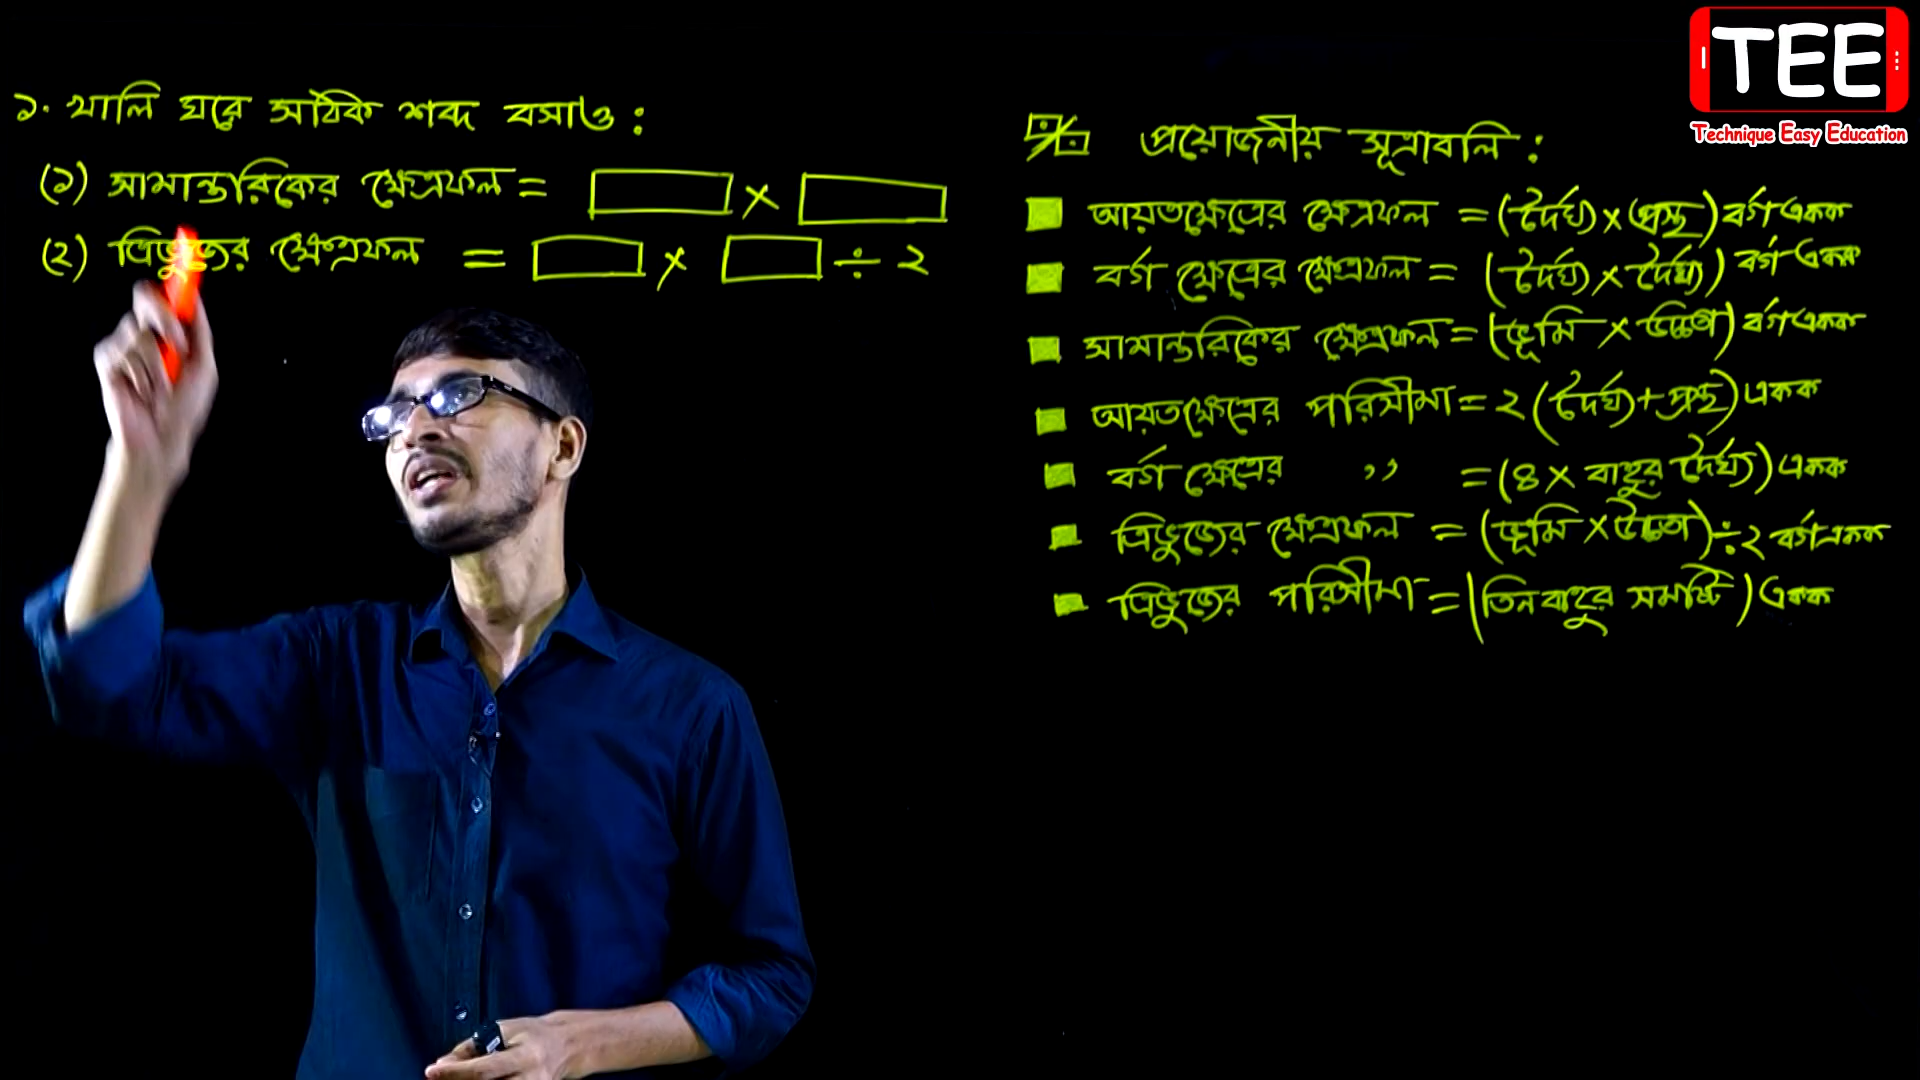 ১. খালি ঘরে সঠিক শব্দ বসাও :
(১) সামান্তরিকের ক্ষেত্রফল = × 
(২) ত্রিভুজের ক্ষেত্রফল = × ÷ ২
TEE
Technique Easy Education
প্রয়োজনীয় সূত্রাবলি :
আয়তক্ষেত্রের ক্ষেত্রফল = (দৈর্ঘ্য × প্রস্থ) বর্গ একক
বর্গ ক্ষেত্রের ক্ষেত্রফল = (দৈর্ঘ্য × দৈর্ঘ্য) বর্গ একক
সামান্তরিকের ক্ষেত্রফল = (ভূমি × উচ্চতা) বর্গ একক
আয়তক্ষেত্রের পরিসীমা = ২ (দৈর্ঘ্য + প্রস্থ) একক
বর্গ ক্ষেত্রের ,, = (৪ × বাহুর দৈর্ঘ্য) একক
ত্রিভুজের ক্ষেত্রফল = (ভূমি × উচ্চতা) ÷ ২ বর্গ একক
ত্রিভুজের পরিসীমা = (তিন বাহুর সমষ্টি) একক